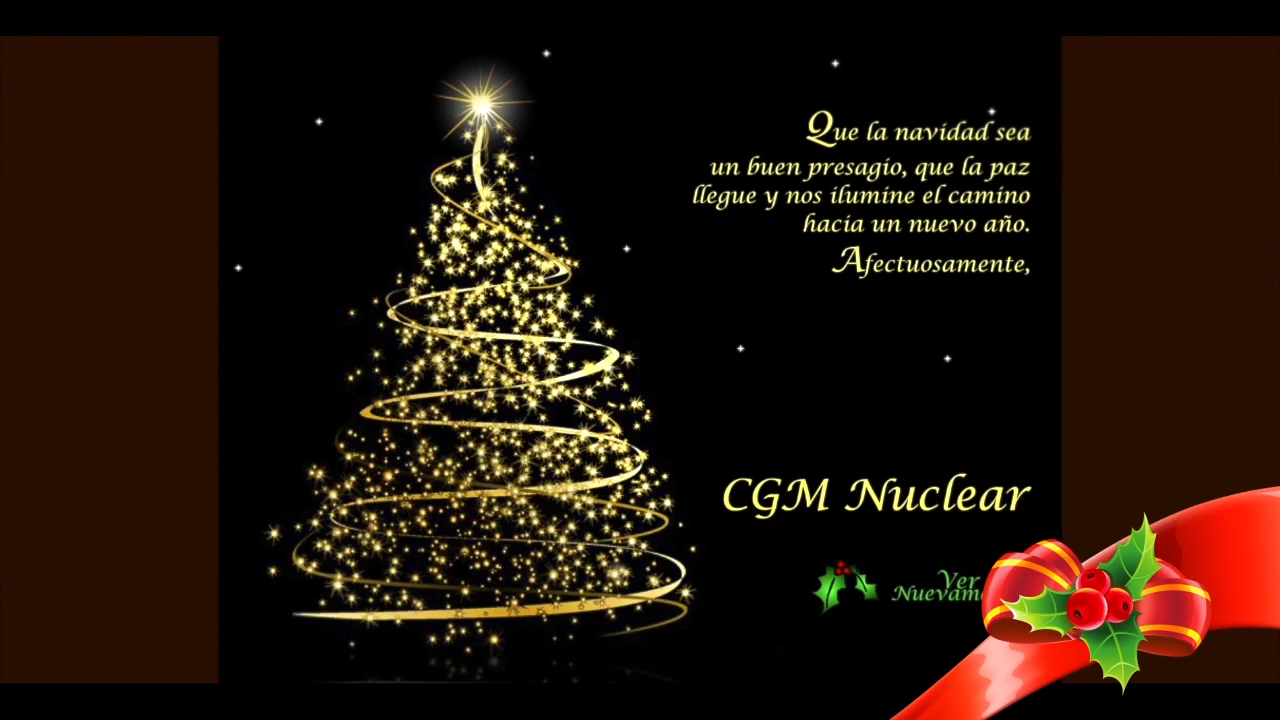 Que la navidad sea
un buen presagio, que la paz
llegue y nos ilumine el camino
hacia un nuevo año.
Afectuosamente,
CGM Nuclear
Ver